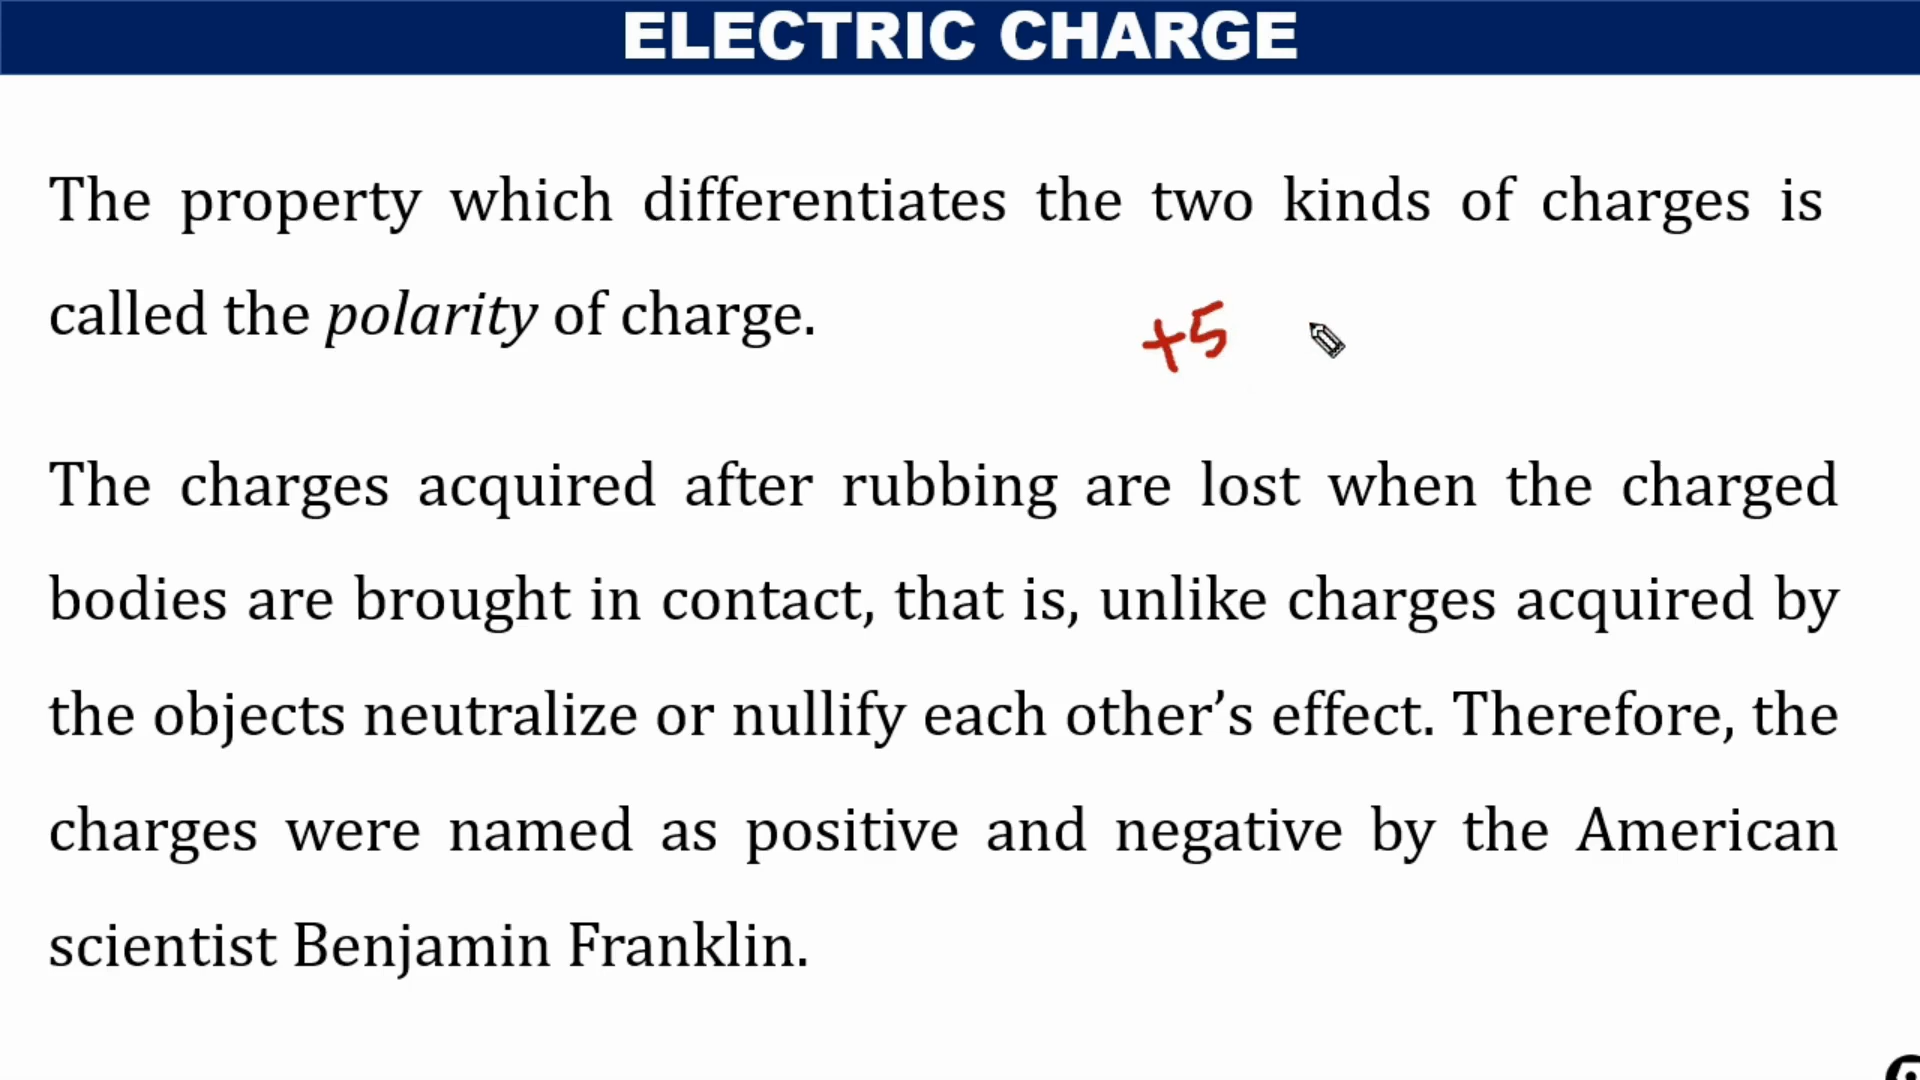 ELECTRIC CHARGE
The property which differentiates the two kinds of charges is
called the polarity of charge.
+5
The charges acquired after rubbing are lost when the charged
bodies are brought in contact, that is, unlike charges acquired by
the objects neutralize or nullify each other’s effect. Therefore, the
charges were named as positive and negative by the American
scientist Benjamin Franklin.